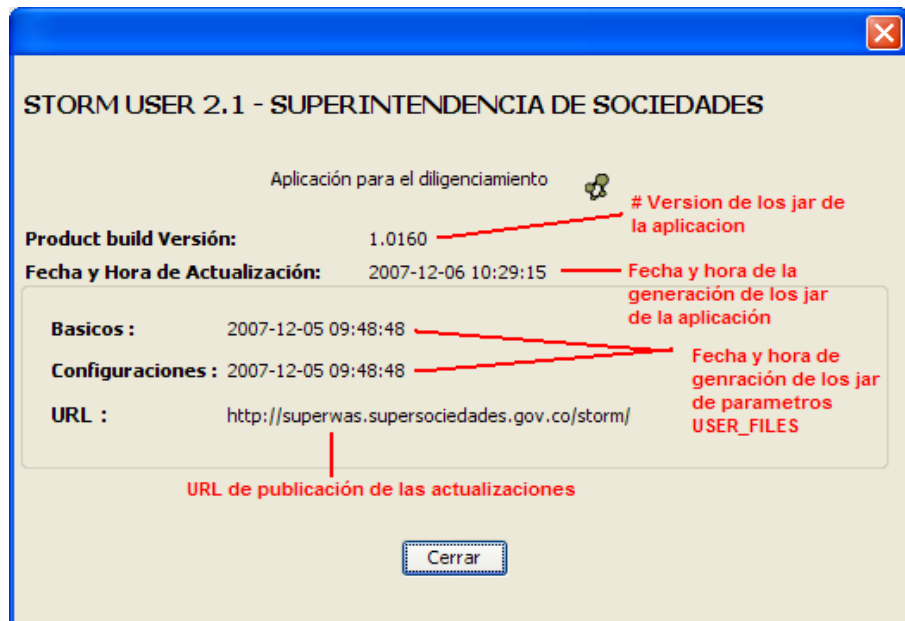 STORM USER 2.1 - SUPERINTENDENCIA DE SOCIEDADES
Aplicación para el diligenciamiento
# Version de los jar de
la aplicacion
Product build Versión: 1.0160
Fecha y Hora de Actualización: 2007-12-06 10:29:15
Fecha y hora de la
generación de los jar
de la aplicación
Basicos : 2007-12-05 09:48:48
Configuraciones : 2007-12-05 09:48:48
Fecha y hora de
genración de los jar
de parametros
USER_FILES
URL : http://superwas.supersociedades.gov.co/storm/
URL de publicación de las actualizaciones
Cerrar